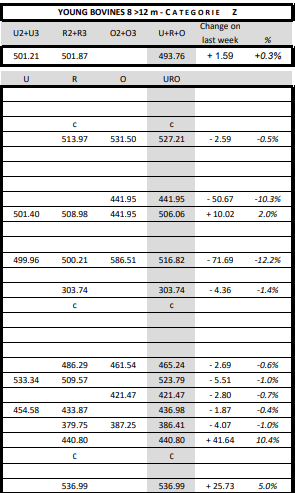 YOUNG BOVINES 8 >12 m - CATEGORIE Z
U2+U3 R2+R3 O2+O3 U+R+O Change on last week %
501.21 501.87 493.76 + 1.59 +0.3%
U R O URO
c c
513.97 531.50 527.21 - 2.59 -0.5%
441.95 441.95 - 50.67 -10.3%
501.40 508.98 441.95 506.06 + 10.02 2.0%
499.96 500.21 586.51 516.82 - 71.69 -12.2%
303.74 303.74 - 4.36 -1.4%
c c
486.29 461.54 465.24 - 2.69 -0.6%
533.34 509.57 523.79 - 5.51 -1.0%
421.47 421.47 - 2.80 -0.7%
454.58 433.87 436.98 - 1.87 -0.4%
379.75 387.25 386.41 - 4.07 -1.0%
440.80 440.80 + 41.64 10.4%
c c
536.99 536.99 + 25.73 5.0%